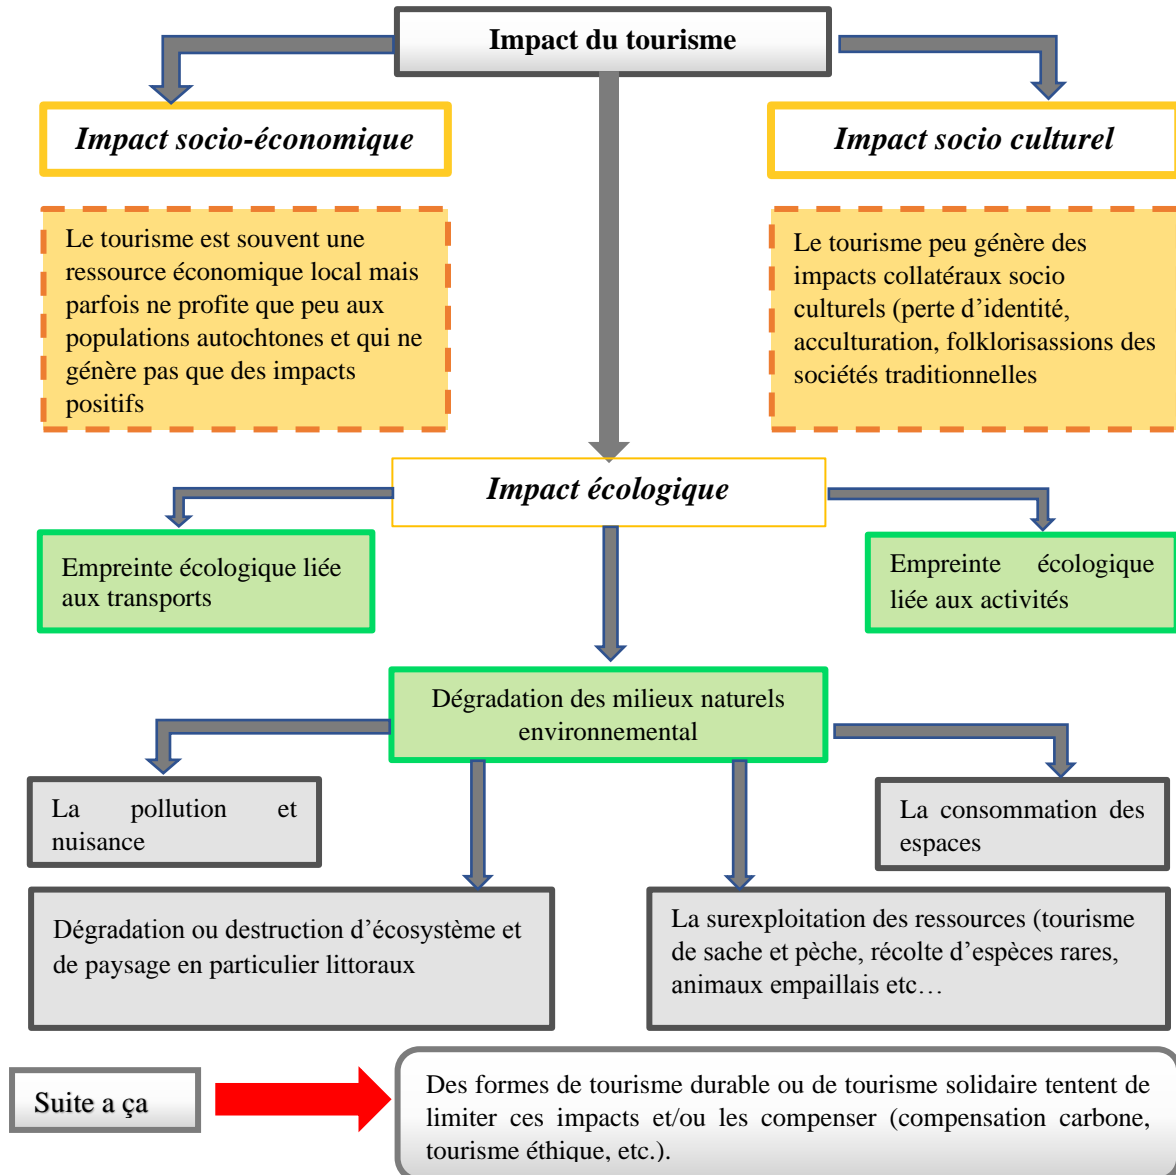 Impact du tourisme
Impact socio-économique
Impact socio culturel
Le tourisme est souvent une
ressource économique local mais
parfois ne profite que peu aux
populations autochtones et qui ne
génère pas que des impacts
positifs
Le tourisme peu génère des
impacts collatéraux socio
culturels (perte d’identité,
acculturation, folklorisassions des
sociétés traditionnelles
Impact écologique
Empreinte écologique liée
aux transports
Empreinte écologique
liée aux activités
Dégradation des milieux naturels
environnemental
La pollution et
nuisance
La consommation des
espaces
Dégradation ou destruction d’écosystème et
de paysage en particulier littoraux
La surexploitation des ressources (tourisme
de sache et pèche, récolte d’espèces rares,
animaux empaillais etc…
Suite a ça
Des formes de tourisme durable ou de tourisme solidaire tentent de
limiter ces impacts et/ou les compenser (compensation carbone,
tourisme éthique, etc.).